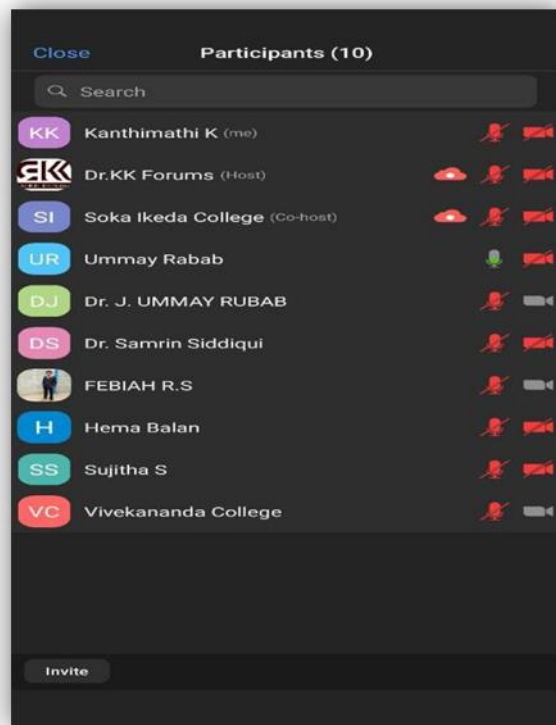 Close Participants (10)
Search
KK Kanthimathi K (me)
Dr.KK Forums (Host)
SI Soka Ikeda College (Co-host)
UR Ummay Rabab
DJ Dr. J. UMMAY RUBAB
DS Dr. Samrin Siddiqui
FEBIAH R.S
H Hema Balan
SS Sujitha S
VC Vivekananda College
Invite